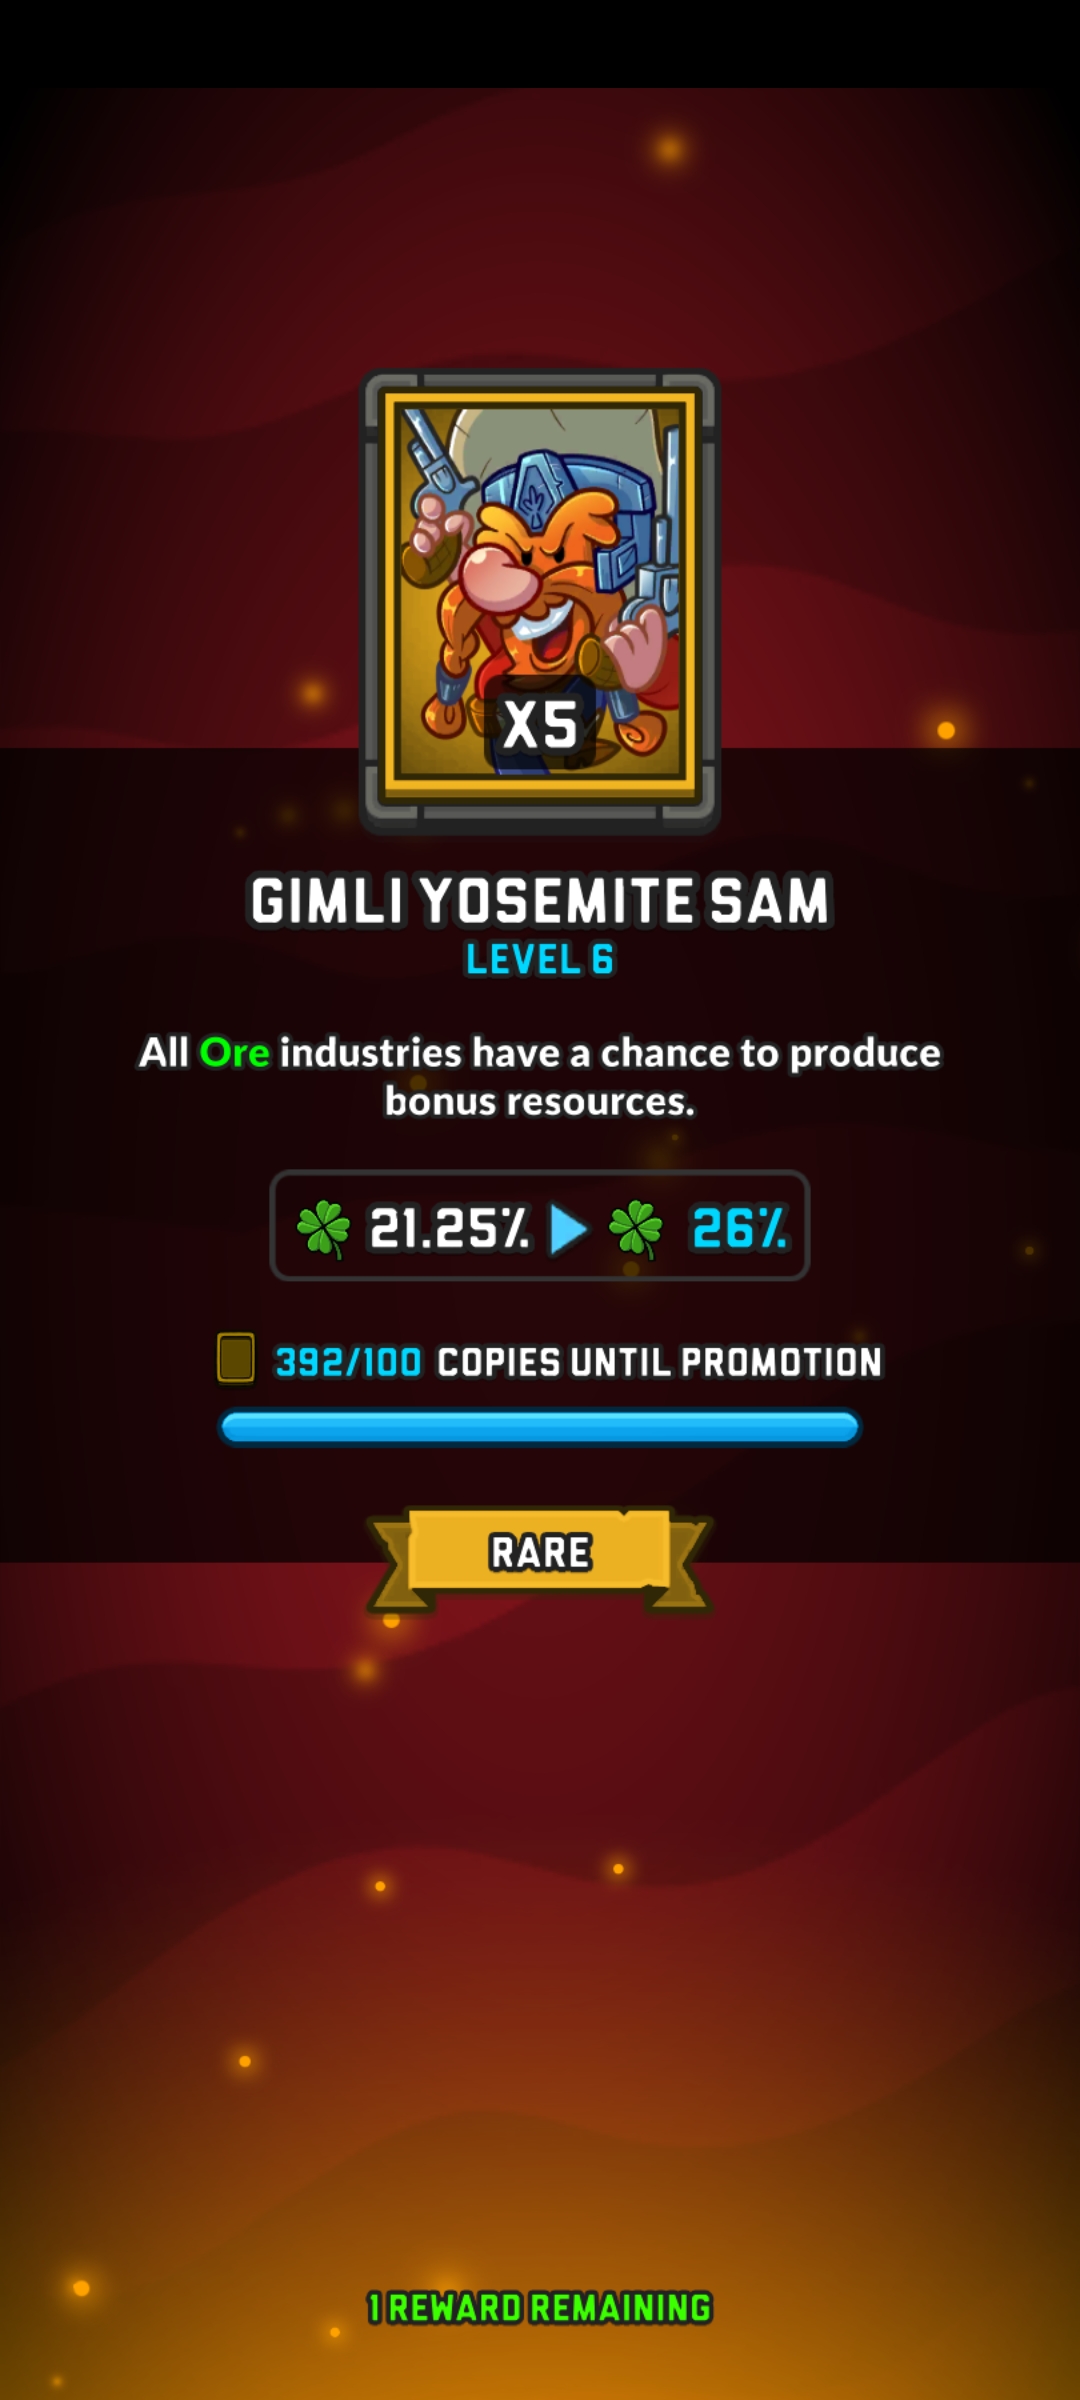 X5
GIMLI YOSEMITE SAM
LEVEL 6
All Ore industries have a chance to produce
bonus resources.
21.25% 26%
392/100 COPIES UNTIL PROMOTION
RARE
1 REWARD REMAINING